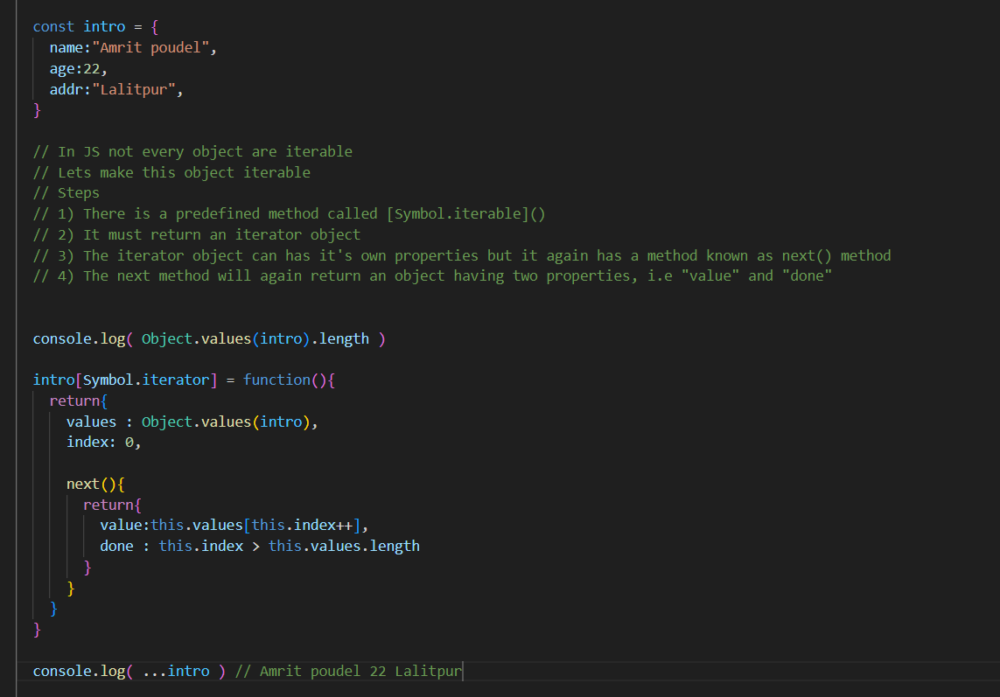 const intro = {
name:"Amrit poudel",
age:22,
addr:"Lalitpur",
}
// In JS not every object are iterable
// Lets make this object iterable
// Steps
// 1) There is a predefined method called [Symbol.iterable]()
// 2) It must return an iterator object
// 3) The iterator object can has it's own properties but it again has a method known as next() method
// 4) The next method will again return an object having two properties, i.e "value" and "done"
console.log( Object.values(intro).length )
intro[Symbol.iterator] = function(){
return{
values : Object.values(intro),
index: 0,
next(){
return{
value:this.values[this.index++],
done : this.index > this.values.length
}
}
}
}
console.log( ...intro ) // Amrit poudel 22 Lalitpur